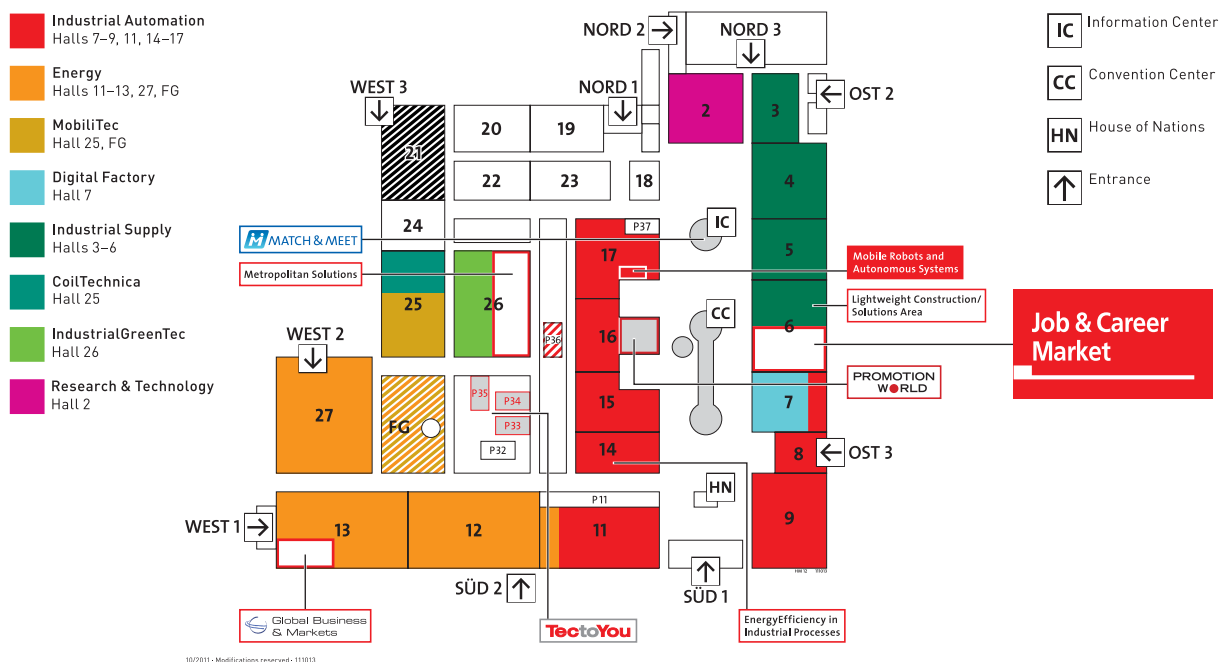 Industrial Automation
Halls 7–9, 11, 14–17
Energy
Halls 11–13, 27, FG
MobiliTec
Hall 25, FG
Digital Factory
Hall 7
Industrial Supply
Halls 3–6
CoilTechnica
Hall 25
IndustrialGreenTec
Hall 26
Research & Technology
Hall 2
IC Information Center
CC Convention Center
HN House of Nations
Entrance
NORD 2
NORD 3
WEST 3
NORD 1
OST 2
2
3
20
19
21
22
23
18
4
24
P37
IC
17
5
MATCH & MEET
Metropolitan Solutions
Mobile Robots and
Autonomous Systems
Lightweight Construction/
Solutions Area
25
26
P36
16
CC
6
Job & Career
Market
WEST 2
PROMOTION
WORLD
27
FG
P35
P34
P33
P32
15
7
14
8
OST 3
HN
P11
WEST 1
13
12
11
9
HM 12 111013
SÜD 2
SÜD 1
Global Business
& Markets
TectoYou
EnergyEfficiency in
Industrial Processes
10/2011 · Modifications reserved · 111013